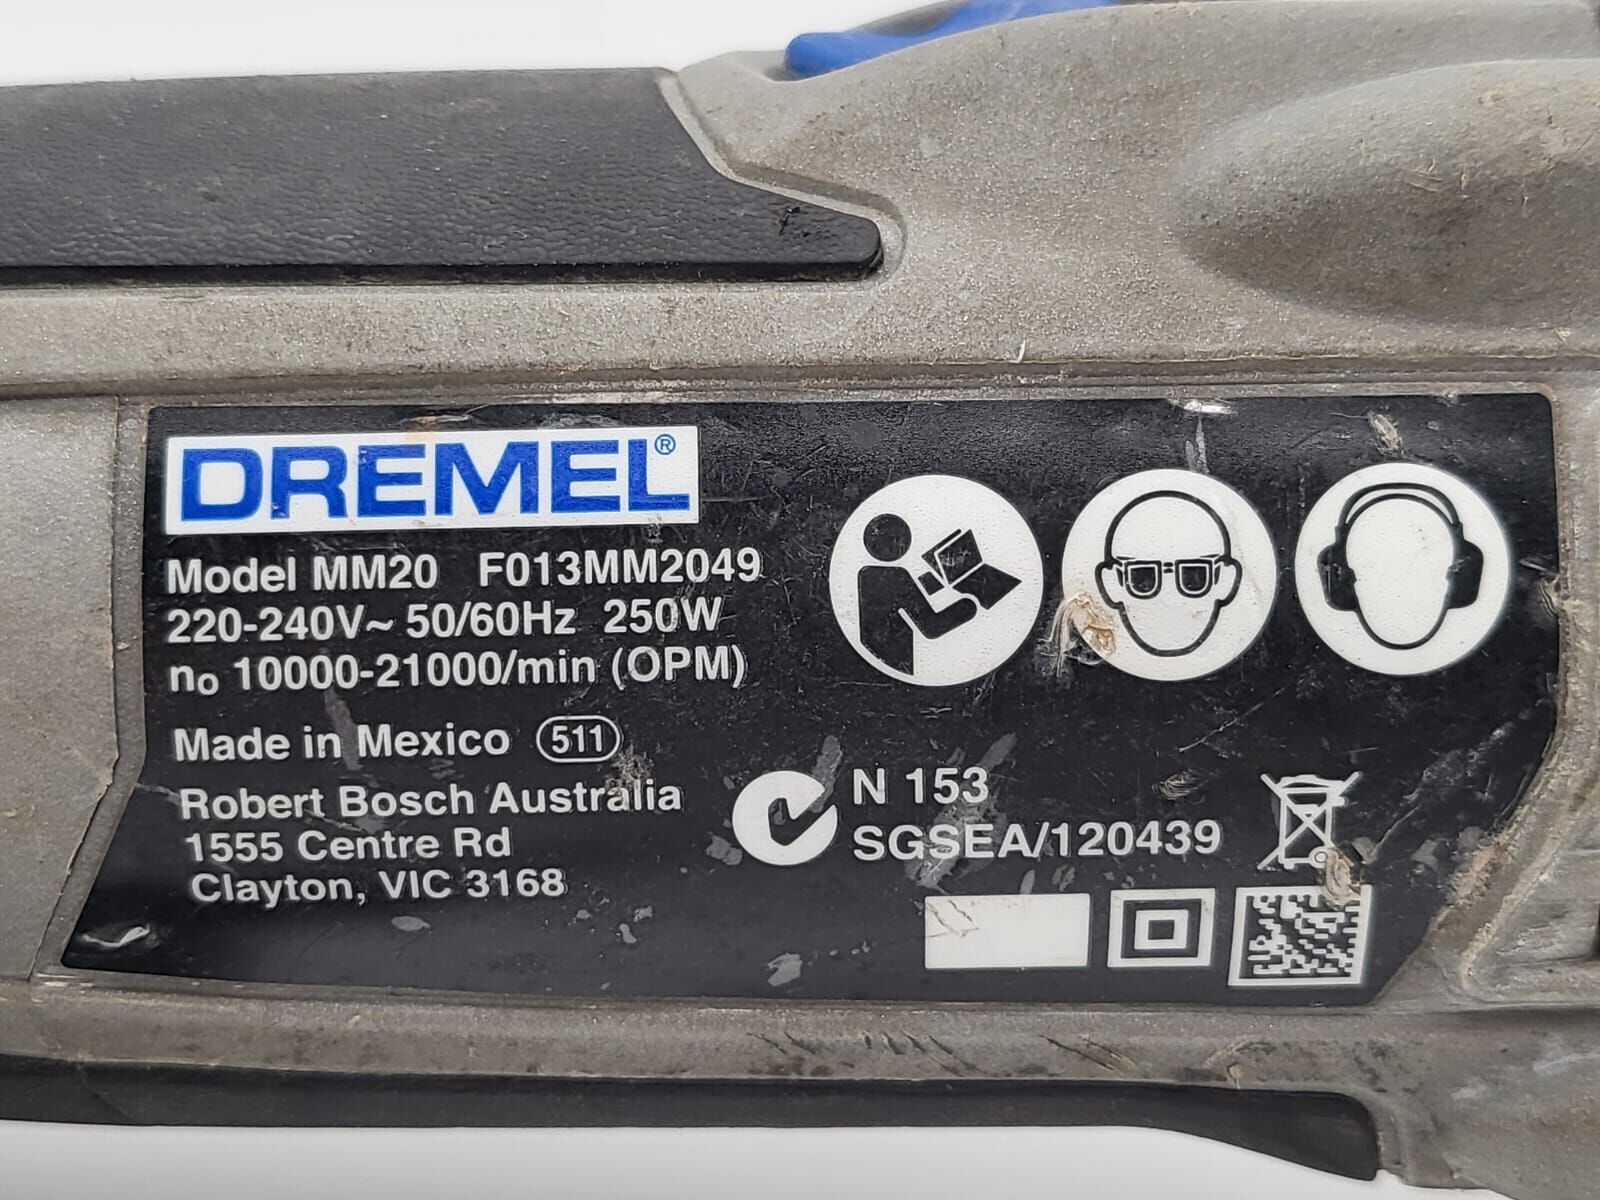 DREMEL®
Model MM20 F013MM2049
220-240V~ 50/60Hz 250W
no 10000-21000/min (OPM)
Made in Mexico 511
Robert Bosch Australia
1555 Centre Rd
Clayton, VIC 3168
N 153
SGSEA/120439